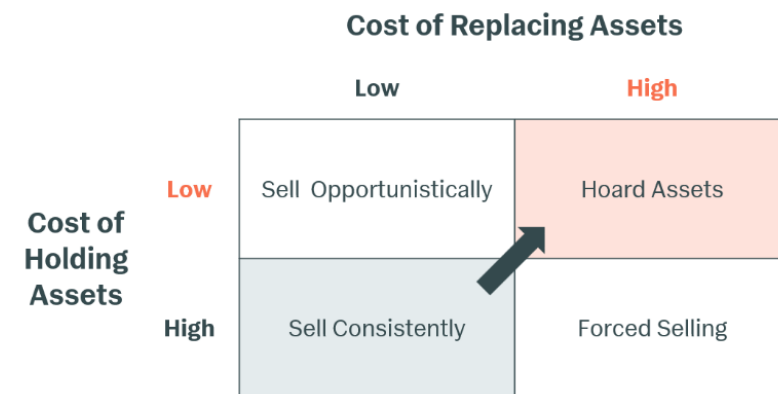 Cost of Replacing Assets
Low
High
Low
Sell Opportunistically
Hoard Assets
Cost of
Holding
Assets
High
Sell Consistently
Forced Selling